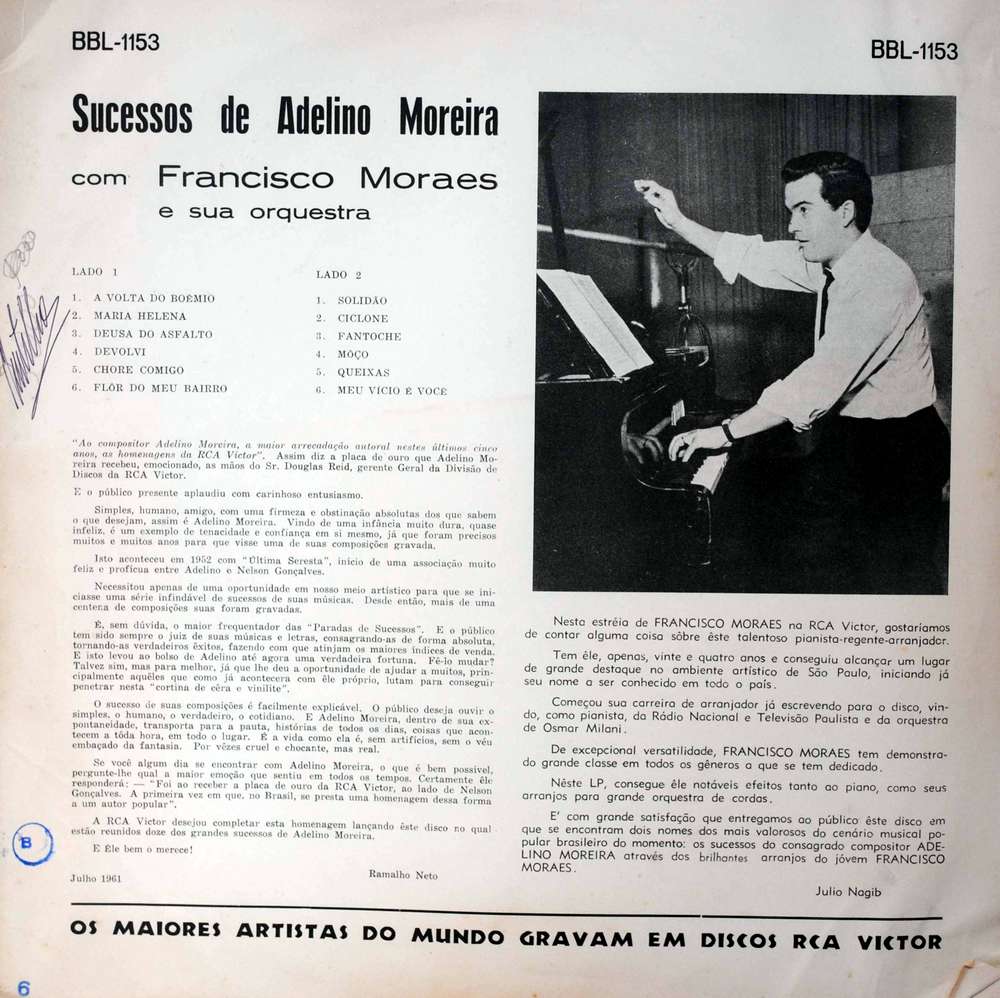 BBL-1153
BBL-1153
Sucessos de Adelino Moreira
com Francisco Moraes
e sua orquestra
LADO 1
1. A VOLTA DO BOÊMIO
2. MARIA HELENA
3. DEUSA DO ASFALTO
4. DEVOLVI
5. CHORE COMIGO
6. FLÔR DO MEU BAIRRO
LADO 2
1. SOLIDÃO
2. CICLONE
3. FANTOCHE
4. MÔÇO
5. QUEIXAS
6. MEU VÍCIO É VOCÊ
"Ao compositor Adelino Moreira, a maior arrecadação autoral nestes últimos cinco
anos, as homenagens da RCA Victor". Assim diz a placa de ouro que Adelino Mo-
reira recebeu, emocionado, as mãos do Sr. Douglas Reid, gerente Geral da Divisão de
Discos da RCA Victor.
E o público presente aplaudiu com carinhoso entusiasmo.
Simples, humano, amigo, com uma firmeza e obstinação absolutas dos que sabem
o que desejam, assim é Adelino Moreira. Vindo de uma infância muito dura, quase
infeliz, é um exemplo de tenacidade e confiança em si mesmo, já que foram precisos
muitos e muitos anos para que visse uma de suas composições gravada.
Isto aconteceu em 1952 com "Última Seresta", início de uma associação muito
feliz e profícua entre Adelino e Nelson Gonçalves.
Necessitou apenas de uma oportunidade em nosso meio artístico para que se ini-
ciasse uma série infindável de sucessos de suas músicas. Desde então, mais de uma
centena de composições suas foram gravadas.
É, sem dúvida, o maior frequentador das "Paradas de Sucessos". E o público
tem sido sempre o juiz de suas músicas e letras, consagrando-as de forma absoluta,
tornando-as verdadeiros êxitos, fazendo com que atinjam os maiores índices de venda.
E isto levou ao bolso de Adelino até agora uma verdadeira fortuna. Fê-lo mudar?
Talvez sim, mas para melhor, já que lhe deu a oportunidade de ajudar a muitos, prin-
cipalmente aquêles que como já acontecera com êle próprio, lutam para conseguir
penetrar nesta "cortina de cêra e vinilite".
O sucesso de suas composições é facilmente explicável. O público deseja ouvir o
simples, o humano, o verdadeiro, o cotidiano. E Adelino Moreira, dentro de sua ex-
pontaneidade, transporta para a pauta, histórias de todos os dias, coisas que acon-
tecem a tôda hora, em todo o lugar. É a vida como ela é, sem artifícios, sem o véu
embaçado da fantasia. Por vêzes cruel e chocante, mas real.
Se você algum dia se encontrar com Adelino Moreira, o que é bem possível,
pergunte-lhe qual a maior emoção que sentiu em todos os tempos. Certamente êle
responderá: — "Foi ao receber a placa de ouro da RCA Victor, ao lado de Nelson
Gonçalves. A primeira vez em que, no Brasil, se presta uma homenagem dessa forma
a um autor popular".
A RCA Victor desejou completar esta homenagem lançando êste disco no qual
estão reunidos doze dos grandes sucessos de Adelino Moreira.
E Êle bem o merece!
Julho 1961
Ramalho Neto
Nesta estréia de FRANCISCO MORAES na RCA Victor, gostaríamos
de contar alguma coisa sôbre êste talentoso pianista-regente-arranjador.
Tem êle, apenas, vinte e quatro anos e conseguiu alcançar um lugar
de grande destaque no ambiente artístico de São Paulo, iniciando já
seu nome a ser conhecido em todo o país.
Começou sua carreira de arranjador já escrevendo para o disco, vin-
do, como pianista, da Rádio Nacional e Televisão Paulista e da orquestra
de Osmar Milani.
De excepcional versatilidade, FRANCISCO MORAES tem demonstra-
do grande classe em todos os gêneros a que se tem dedicado.
Nêste LP, consegue êle notáveis efeitos tanto ao piano, como seus
arranjos para grande orquestra de cordas.
E' com grande satisfação que entregamos ao público êste disco em
que se encontram dois nomes dos mais valorosos do cenário musical po-
pular brasileiro do momento: os sucessos do consagrado compositor ADE-
LINO MOREIRA através dos brilhantes arranjos do jóvem FRANCISCO
MORAES.
Julio Nagib
OS MAIORES ARTISTAS DO MUNDO GRAVAM EM DISCOS RCA VICTOR
B
6